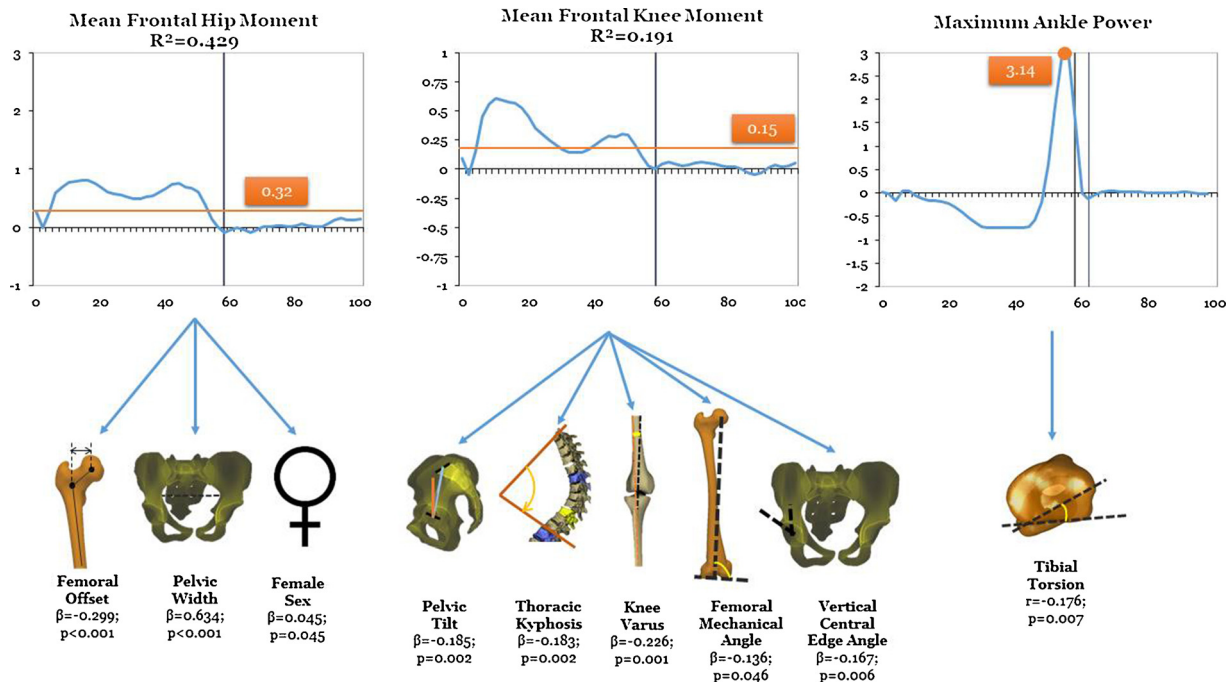 Mean Frontal Hip Moment
R²=0.429
3
2
1
0
-1
0
20
40
60
80
100
0.32
Mean Frontal Knee Moment
R²=0.191
1
0.75
0.5
0.25
0
-0.25
-0.5
-0.75
-1
0
20
40
60
80
100
0.15
Maximum Ankle Power
3
2.5
2
1.5
1
0.5
0
-0.5
-1
-1.5
-2
0
20
40
60
80
100
3.14
Femoral
Offset
β=-0.299;
p<0.001
Pelvic
Width
β=0.634;
p<0.001
Female
Sex
β=0.045;
p=0.045
Pelvic
Tilt
β=-0.185;
p=0.002
Thoracic
Kyphosis
β=-0.183;
p=0.002
Knee
Varus
β=-0.226;
p=0.001
Femoral
Mechanical
Angle
β=-0.136;
p=0.046
Vertical
Central
Edge Angle
β=-0.167;
p=0.006
Tibial
Torsion
r=-0.176;
p=0.007